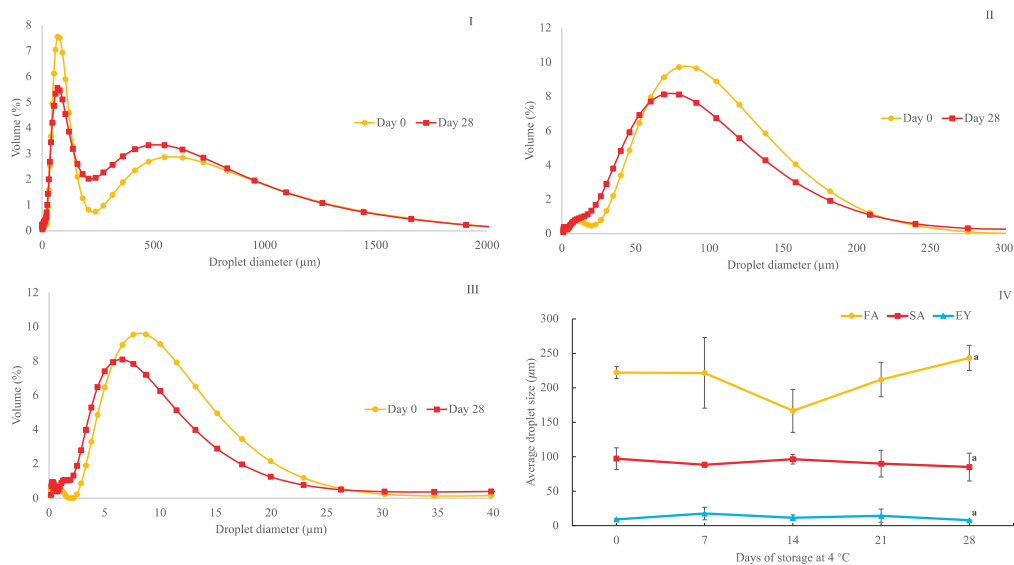 I
8
7
6
5
4
3
2
1
0
Volume (%)
Day 0
Day 28
0
500
1000
1500
2000
Droplet diameter (µm)
II
12
10
8
6
4
2
0
Volume (%)
Day 0
Day 28
0
50
100
150
200
250
300
Droplet diameter (µm)
III
12
10
8
6
4
2
0
Volume (%)
Day 0
Day 28
0
5
10
15
20
25
30
35
40
Droplet diameter (µm)
IV
FA
SA
EY
300
250
200
150
100
50
0
Average droplet size (µm)
a
a
a
0
7
14
21
28
Days of storage at 4 °C